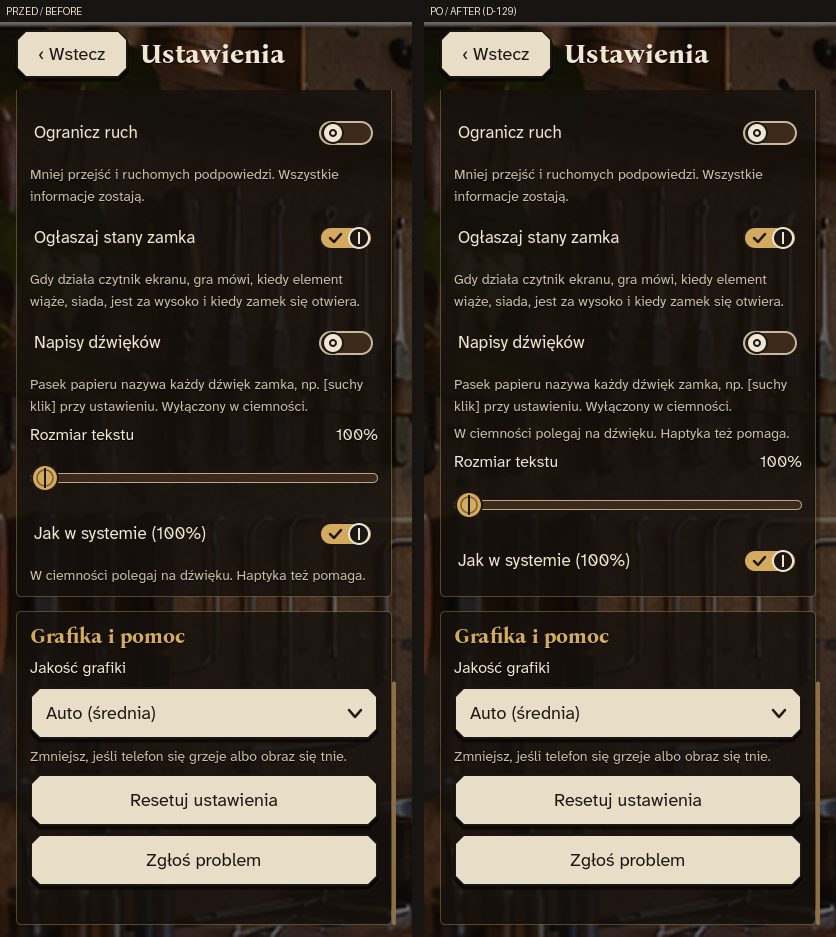 PRZED / BEFORE
‹ Wstecz
Ustawienia
Ogranicz ruch
Mniej przejść i ruchomych podpowiedzi. Wszystkie
informacje zostają.
Ogłaszaj stany zamka
Gdy działa czytnik ekranu, gra mówi, kiedy element
wiąże, siada, jest za wysoko i kiedy zamek się otwiera.
Napisy dźwięków
Pasek papieru nazywa każdy dźwięk zamka, np. [suchy
klik] przy ustawieniu. Wyłączony w ciemności.
Rozmiar tekstu 100%
Jak w systemie (100%)
W ciemności polegaj na dźwięku. Haptyka też pomaga.
Grafika i pomoc
Jakość grafiki
Auto (średnia)
Zmniejsz, jeśli telefon się grzeje albo obraz się tnie.
Resetuj ustawienia
Zgłoś problem
PO / AFTER (D-129)
‹ Wstecz
Ustawienia
Ogranicz ruch
Mniej przejść i ruchomych podpowiedzi. Wszystkie
informacje zostają.
Ogłaszaj stany zamka
Gdy działa czytnik ekranu, gra mówi, kiedy element
wiąże, siada, jest za wysoko i kiedy zamek się otwiera.
Napisy dźwięków
Pasek papieru nazywa każdy dźwięk zamka, np. [suchy
klik] przy ustawieniu. Wyłączony w ciemności.
W ciemności polegaj na dźwięku. Haptyka też pomaga.
Rozmiar tekstu 100%
Jak w systemie (100%)
Grafika i pomoc
Jakość grafiki
Auto (średnia)
Zmniejsz, jeśli telefon się grzeje albo obraz się tnie.
Resetuj ustawienia
Zgłoś problem